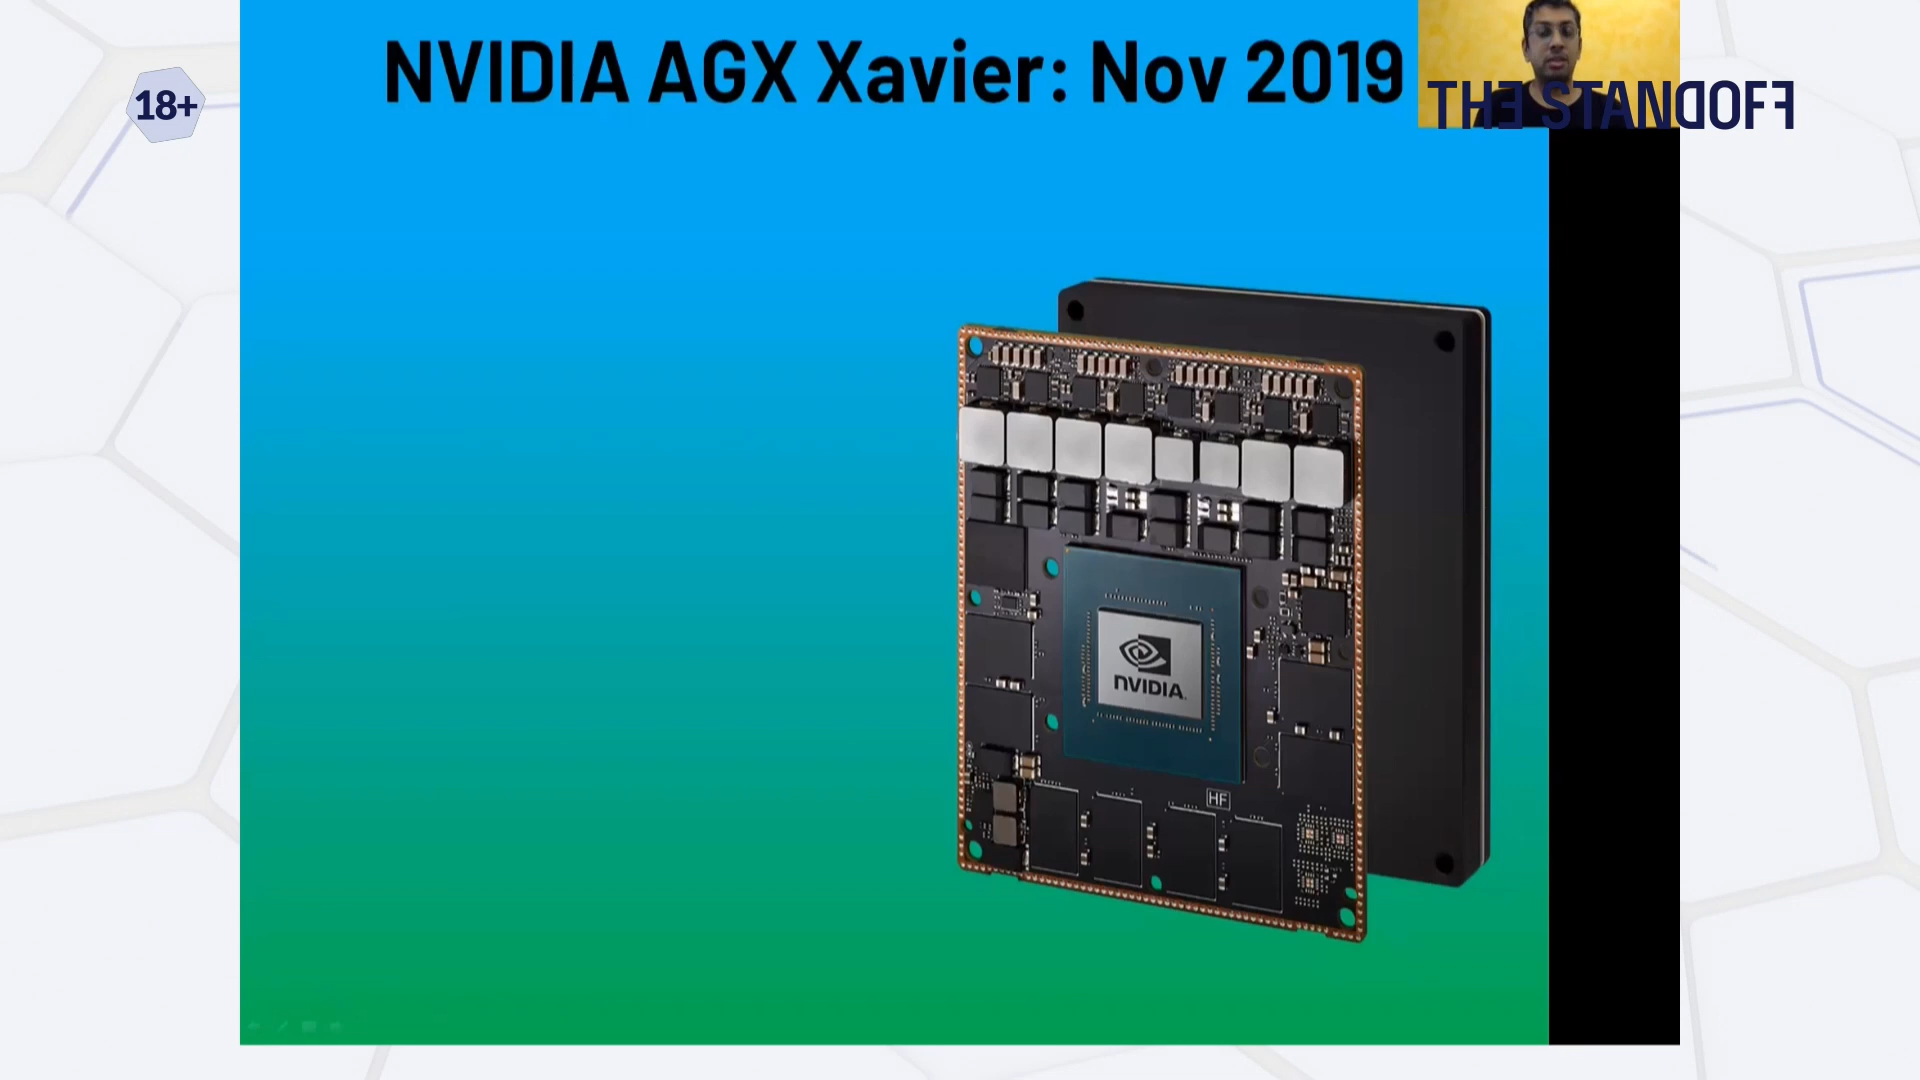 NVIDIA AGX Xavier: Nov 2019
18+
THE STANDOFF
NVIDIA
HF